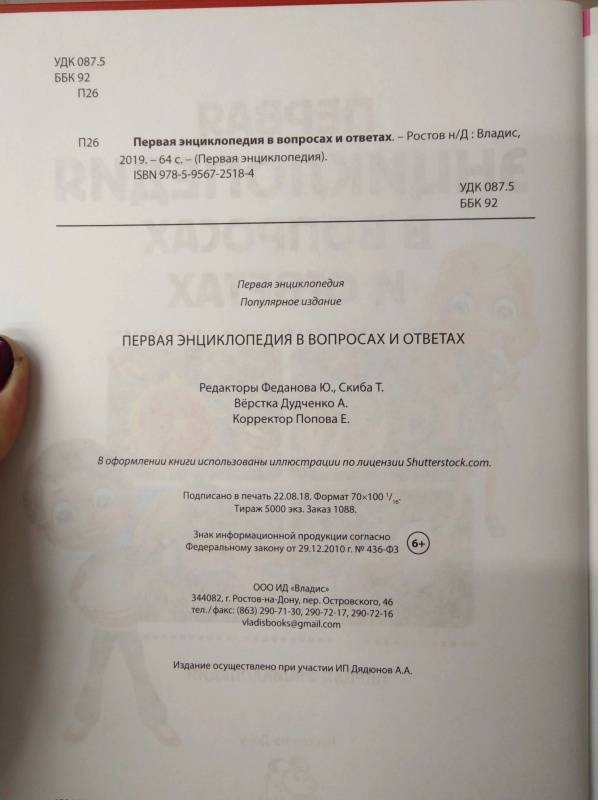 УДК 087.5
ББК 92
П26
П26 Первая энциклопедия в вопросах и ответах. – Ростов н/Д : Владис,
2019. – 64 с. – (Первая энциклопедия).
ISBN 978-5-9567-2518-4
УДК 087.5
ББК 92
Первая энциклопедия
Популярное издание
ПЕРВАЯ ЭНЦИКЛОПЕДИЯ В ВОПРОСАХ И ОТВЕТАХ
Редакторы Феданова Ю., Скиба Т.
Вёрстка Дудченко А.
Корректор Попова Е.
В оформлении книги использованы иллюстрации по лицензии Shutterstock.com.
Подписано в печать 22.08.18. Формат 70×100 1/16.
Тираж 5000 экз. Заказ 1088.
Знак информационной продукции согласно
Федеральному закону от 29.12.2010 г. № 436-ФЗ
6+
ООО ИД «Владис»
344082, г. Ростов-на-Дону, пер. Островского, 46
тел./факс: (863) 290-71-30, 290-72-17, 290-72-16
vladisbooks@gmail.com
Издание осуществлено при участии ИП Дядюнов А.А.